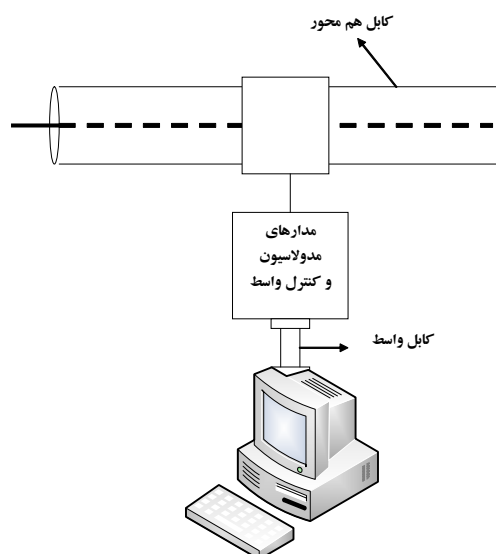 کابل هم محور
مدارهای
مدولاسیون
و کنترل واسط
کابل واسط